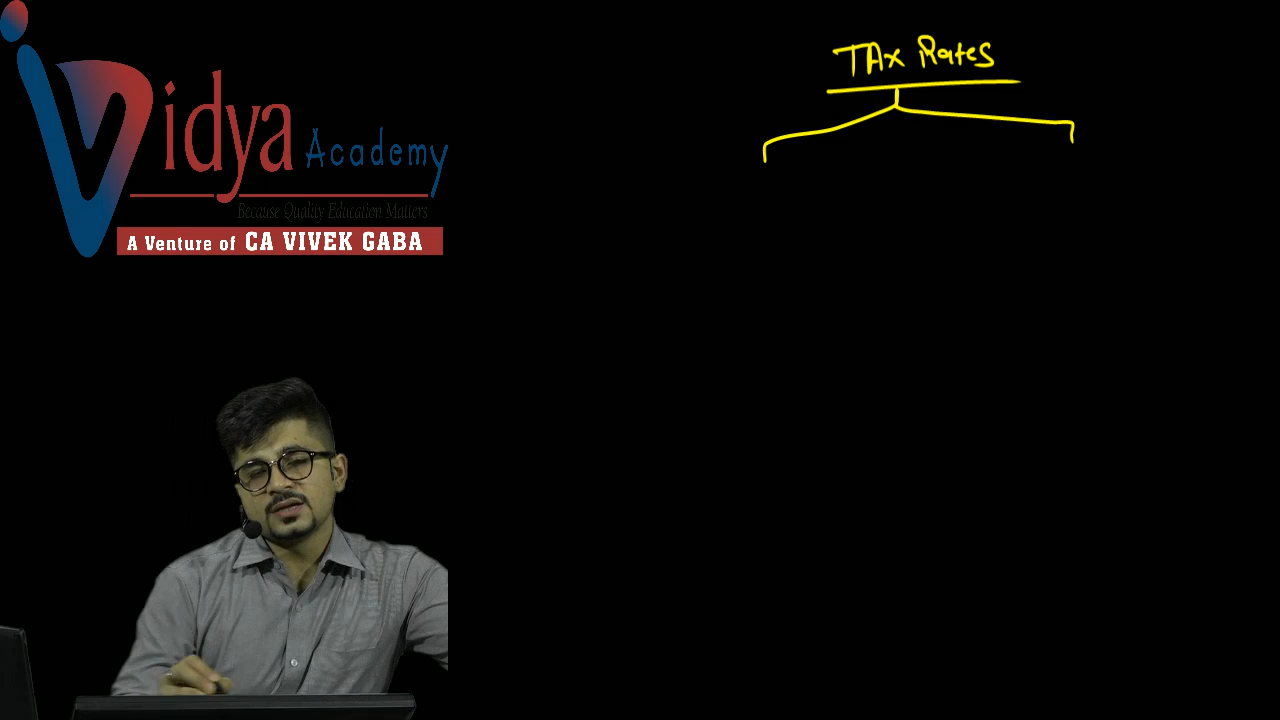 Vidya Academy
Because Quality Education Matters
A Venture of CA VIVEK GABA
TAx Rates